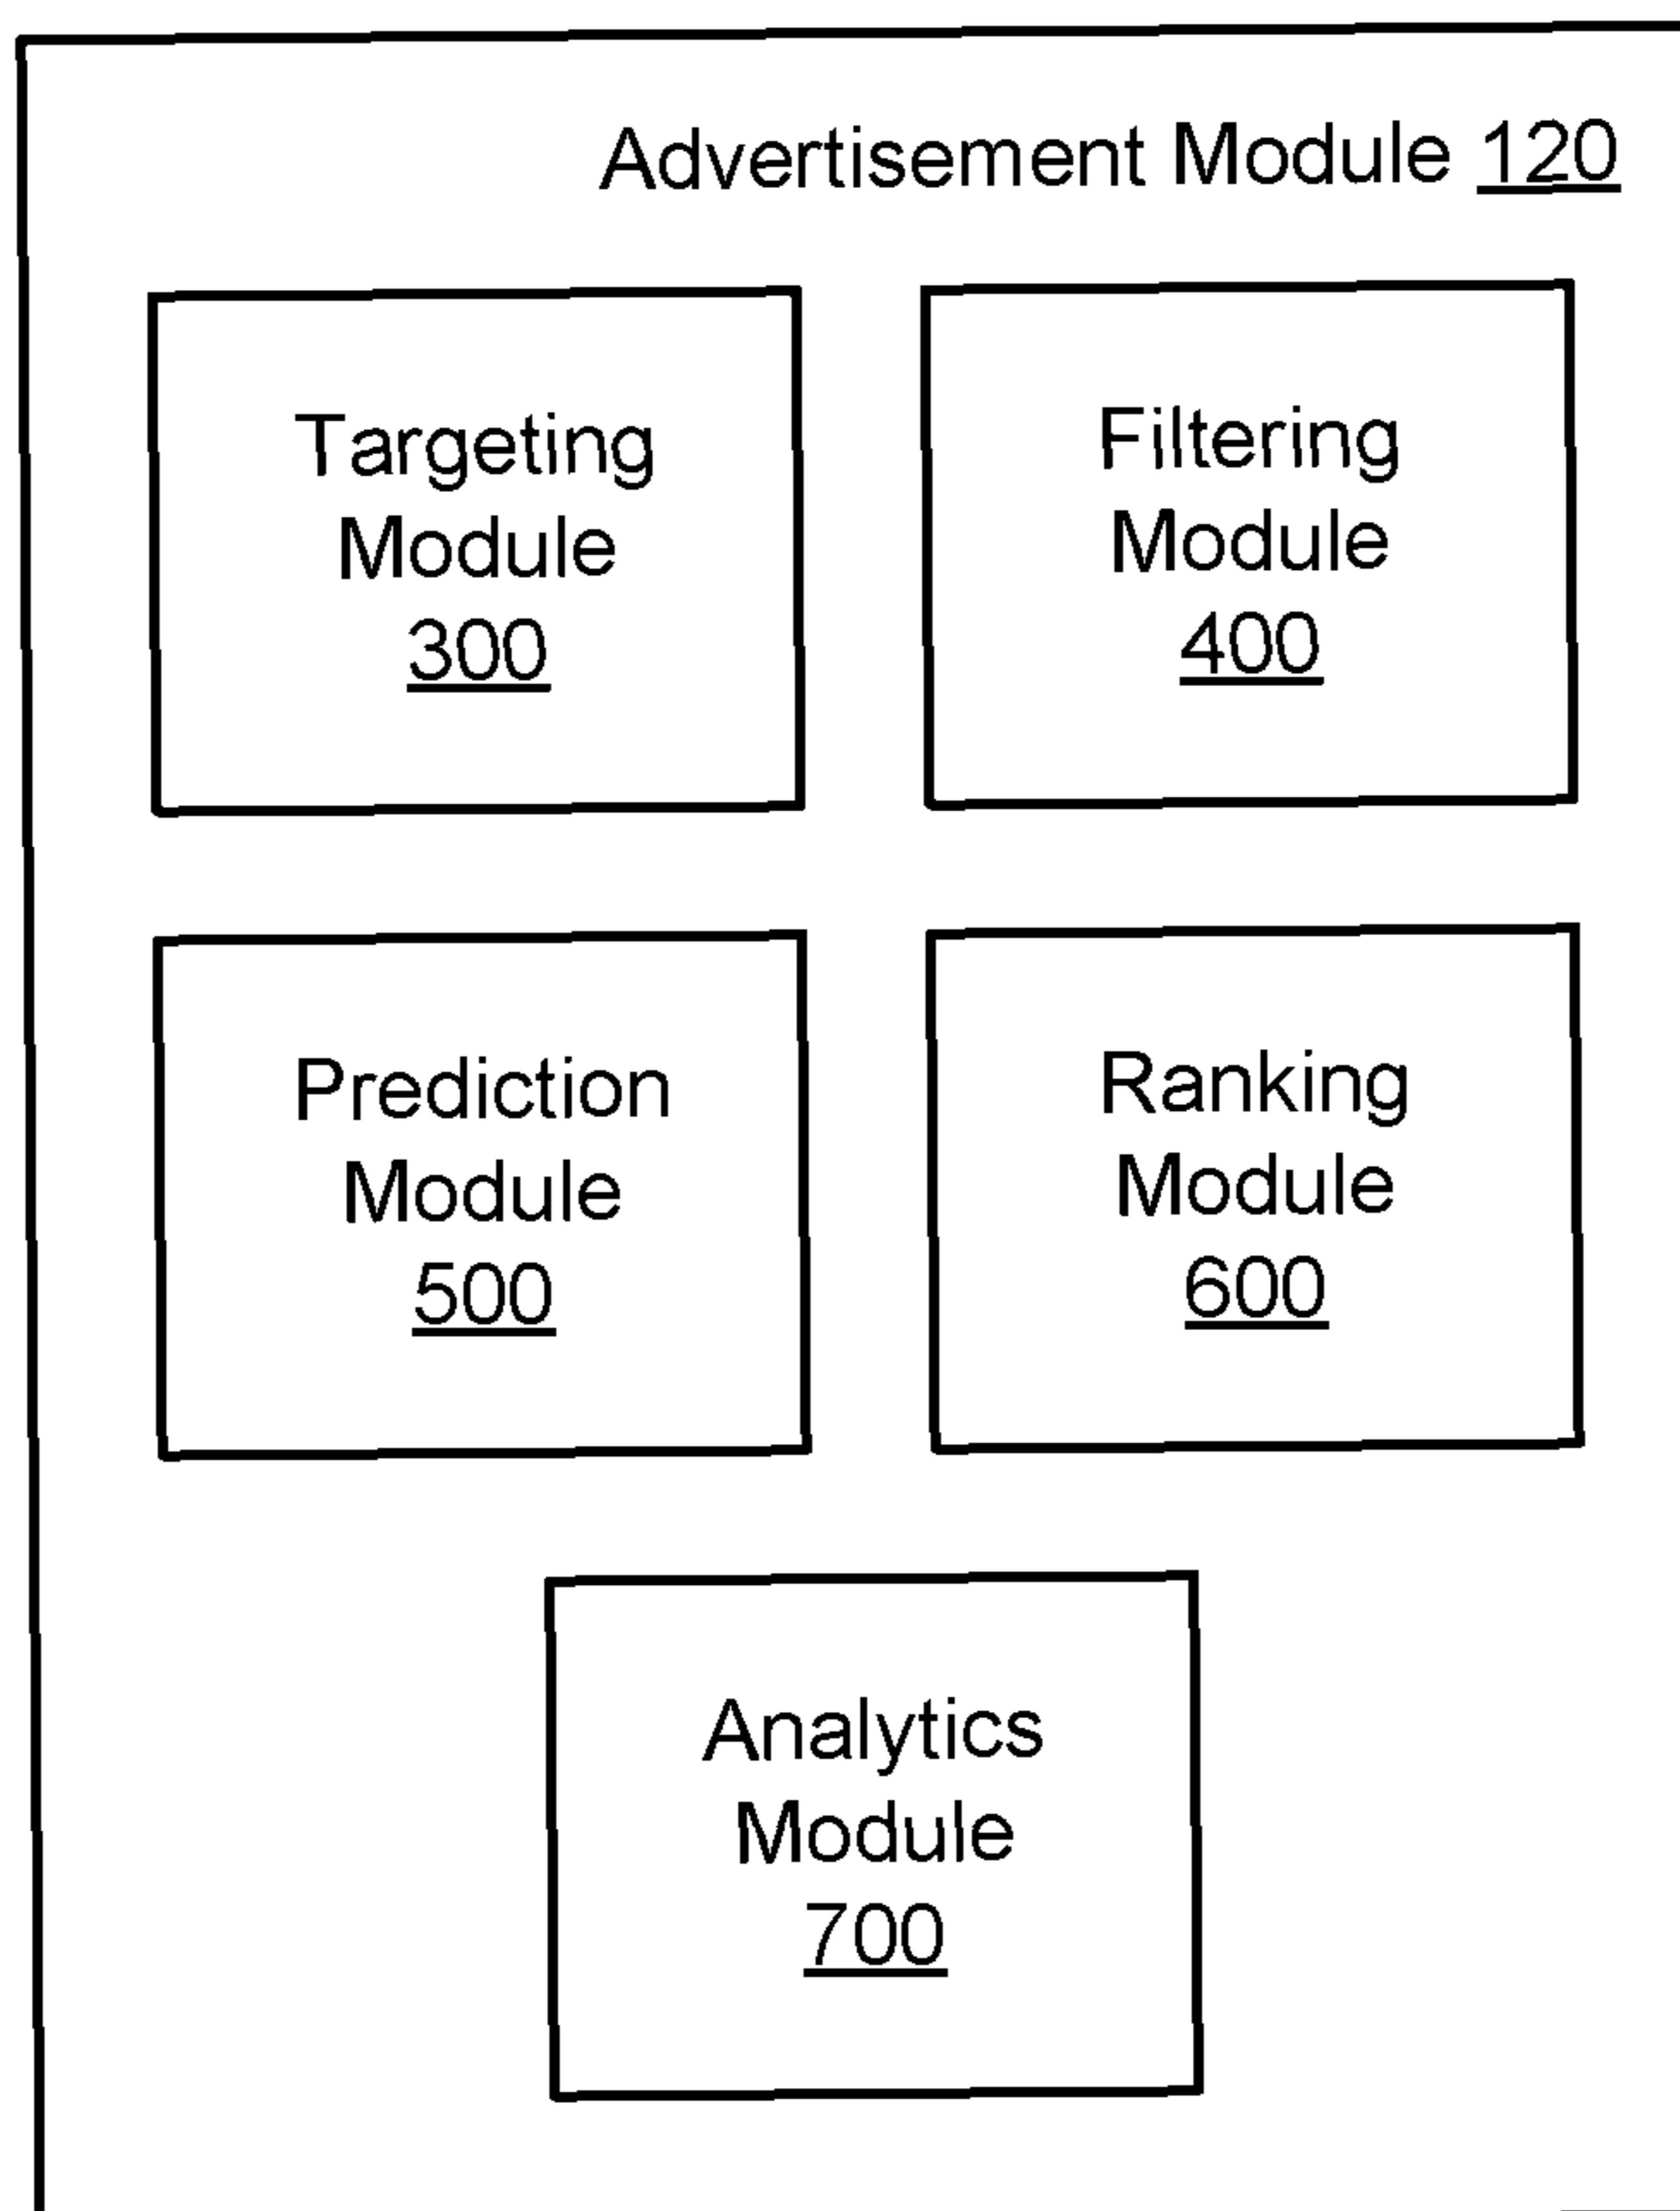 Advertisement Module 120
Targeting
Module
300
Filtering
Module
400
Prediction
Module
500
Ranking
Module
600
Analytics
Module
700